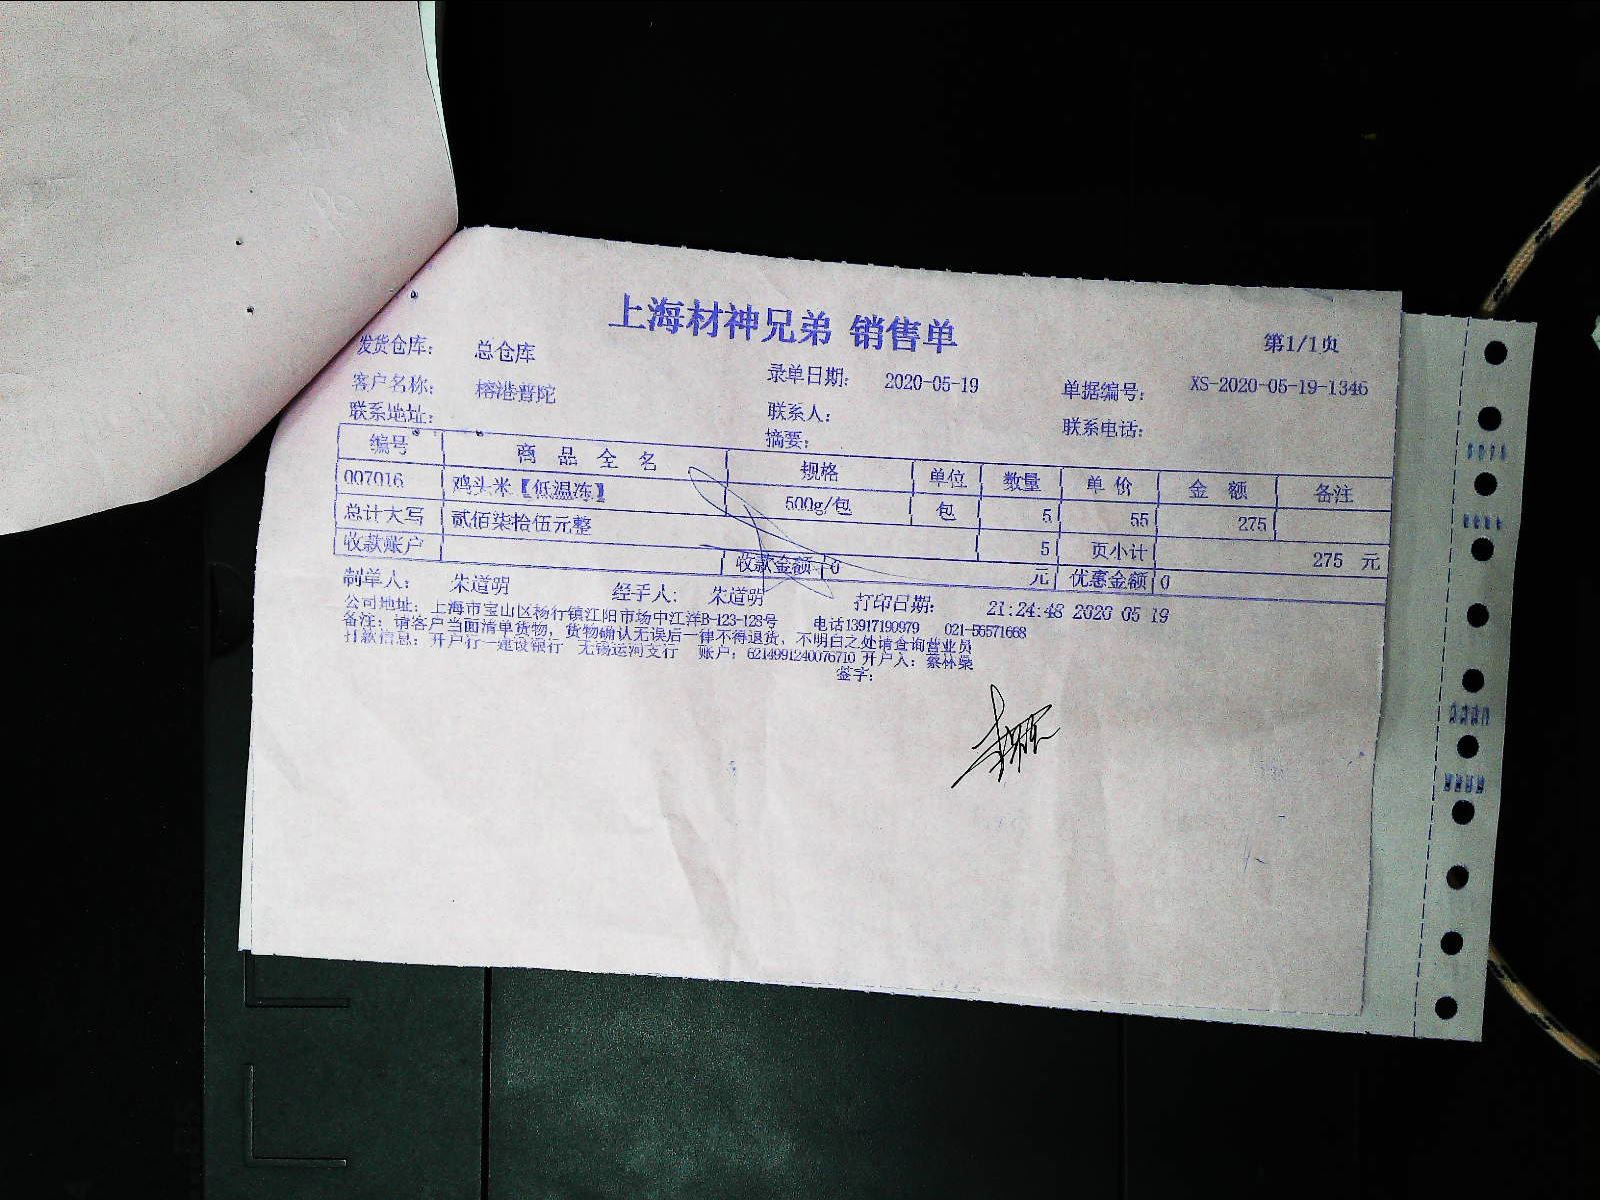 上海材神兄弟 销售单
第1/1页
发货仓库： 总仓库
客户名称： 榕港普陀 录单日期： 2020-05-19 单据编号： XS-2020-05-19-1346
联系地址： 联系人： 联系电话：
摘要：
编号 商品全名 规格 单位 数量 单价 金额 备注
007016 鸡头米【低温冻】 500g/包 包 5 55 275
总计大写 贰佰柒拾伍元整 5 页小计 275 元
收款账户 收款金额 0 元 优惠金额 0
制单人： 朱道明 经手人： 朱道明 打印日期： 21:24:48 2020 05 19
公司地址：上海市宝山区杨行镇江阳市场中江洋B-123-128号 电话13917190979 021-56571668
备注：请客户当面清单货物，货物确认无误后一律不得退货，不明白之处请查询营业员
打款信息：开户行—建设银行 无锡运河支行 账户：6214991240076710 开户人：蔡林燊
签字：